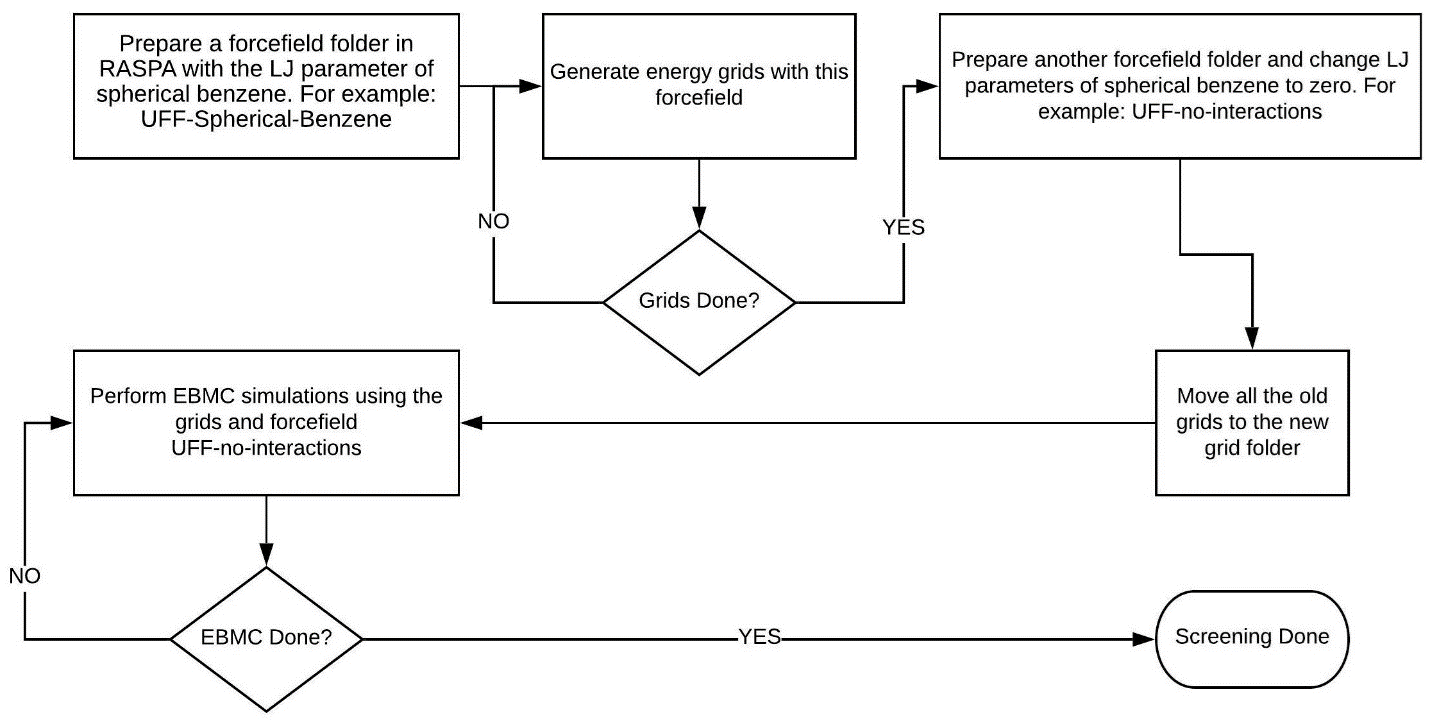 Prepare a forcefield folder in
RASPA with the LJ parameter of
spherical benzene. For example:
UFF-Spherical-Benzene
Generate energy grids with this
forcefield
Prepare another forcefield folder and change LJ
parameters of spherical benzene to zero. For
example: UFF-no-interactions
NO
YES
Grids Done?
Perform EBMC simulations using the
grids and forcefield
UFF-no-interactions
Move all the old
grids to the new
grid folder
NO
EBMC Done?
YES
Screening Done